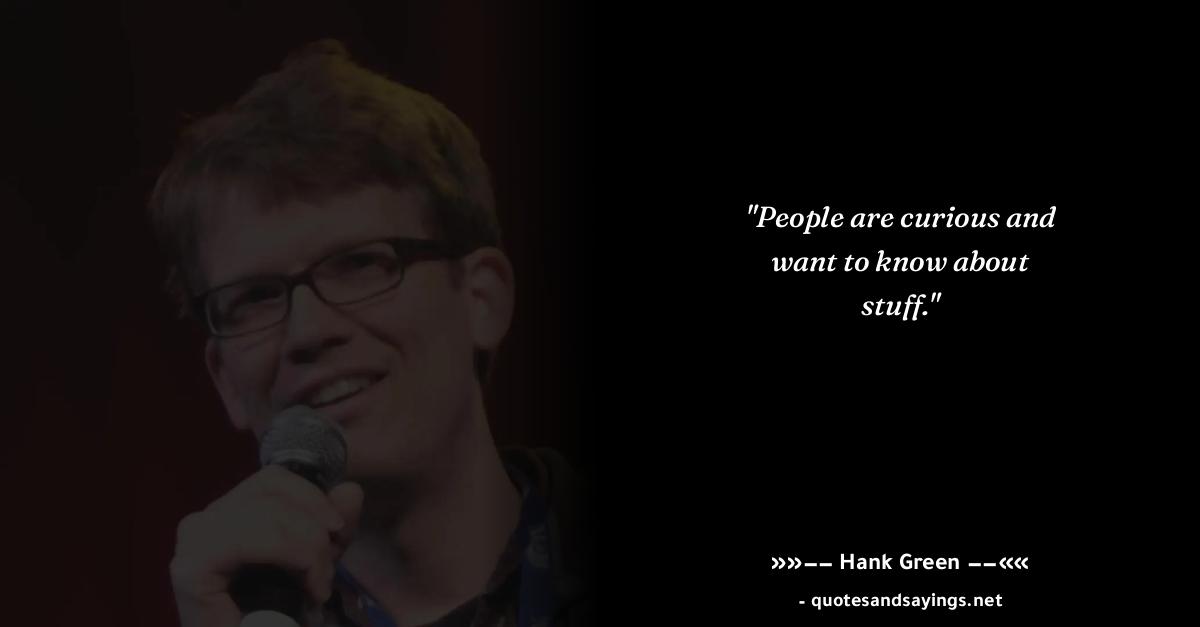 "People are curious and
want to know about
stuff."
»»–– Hank Green ––««
- quotesandsayings.net